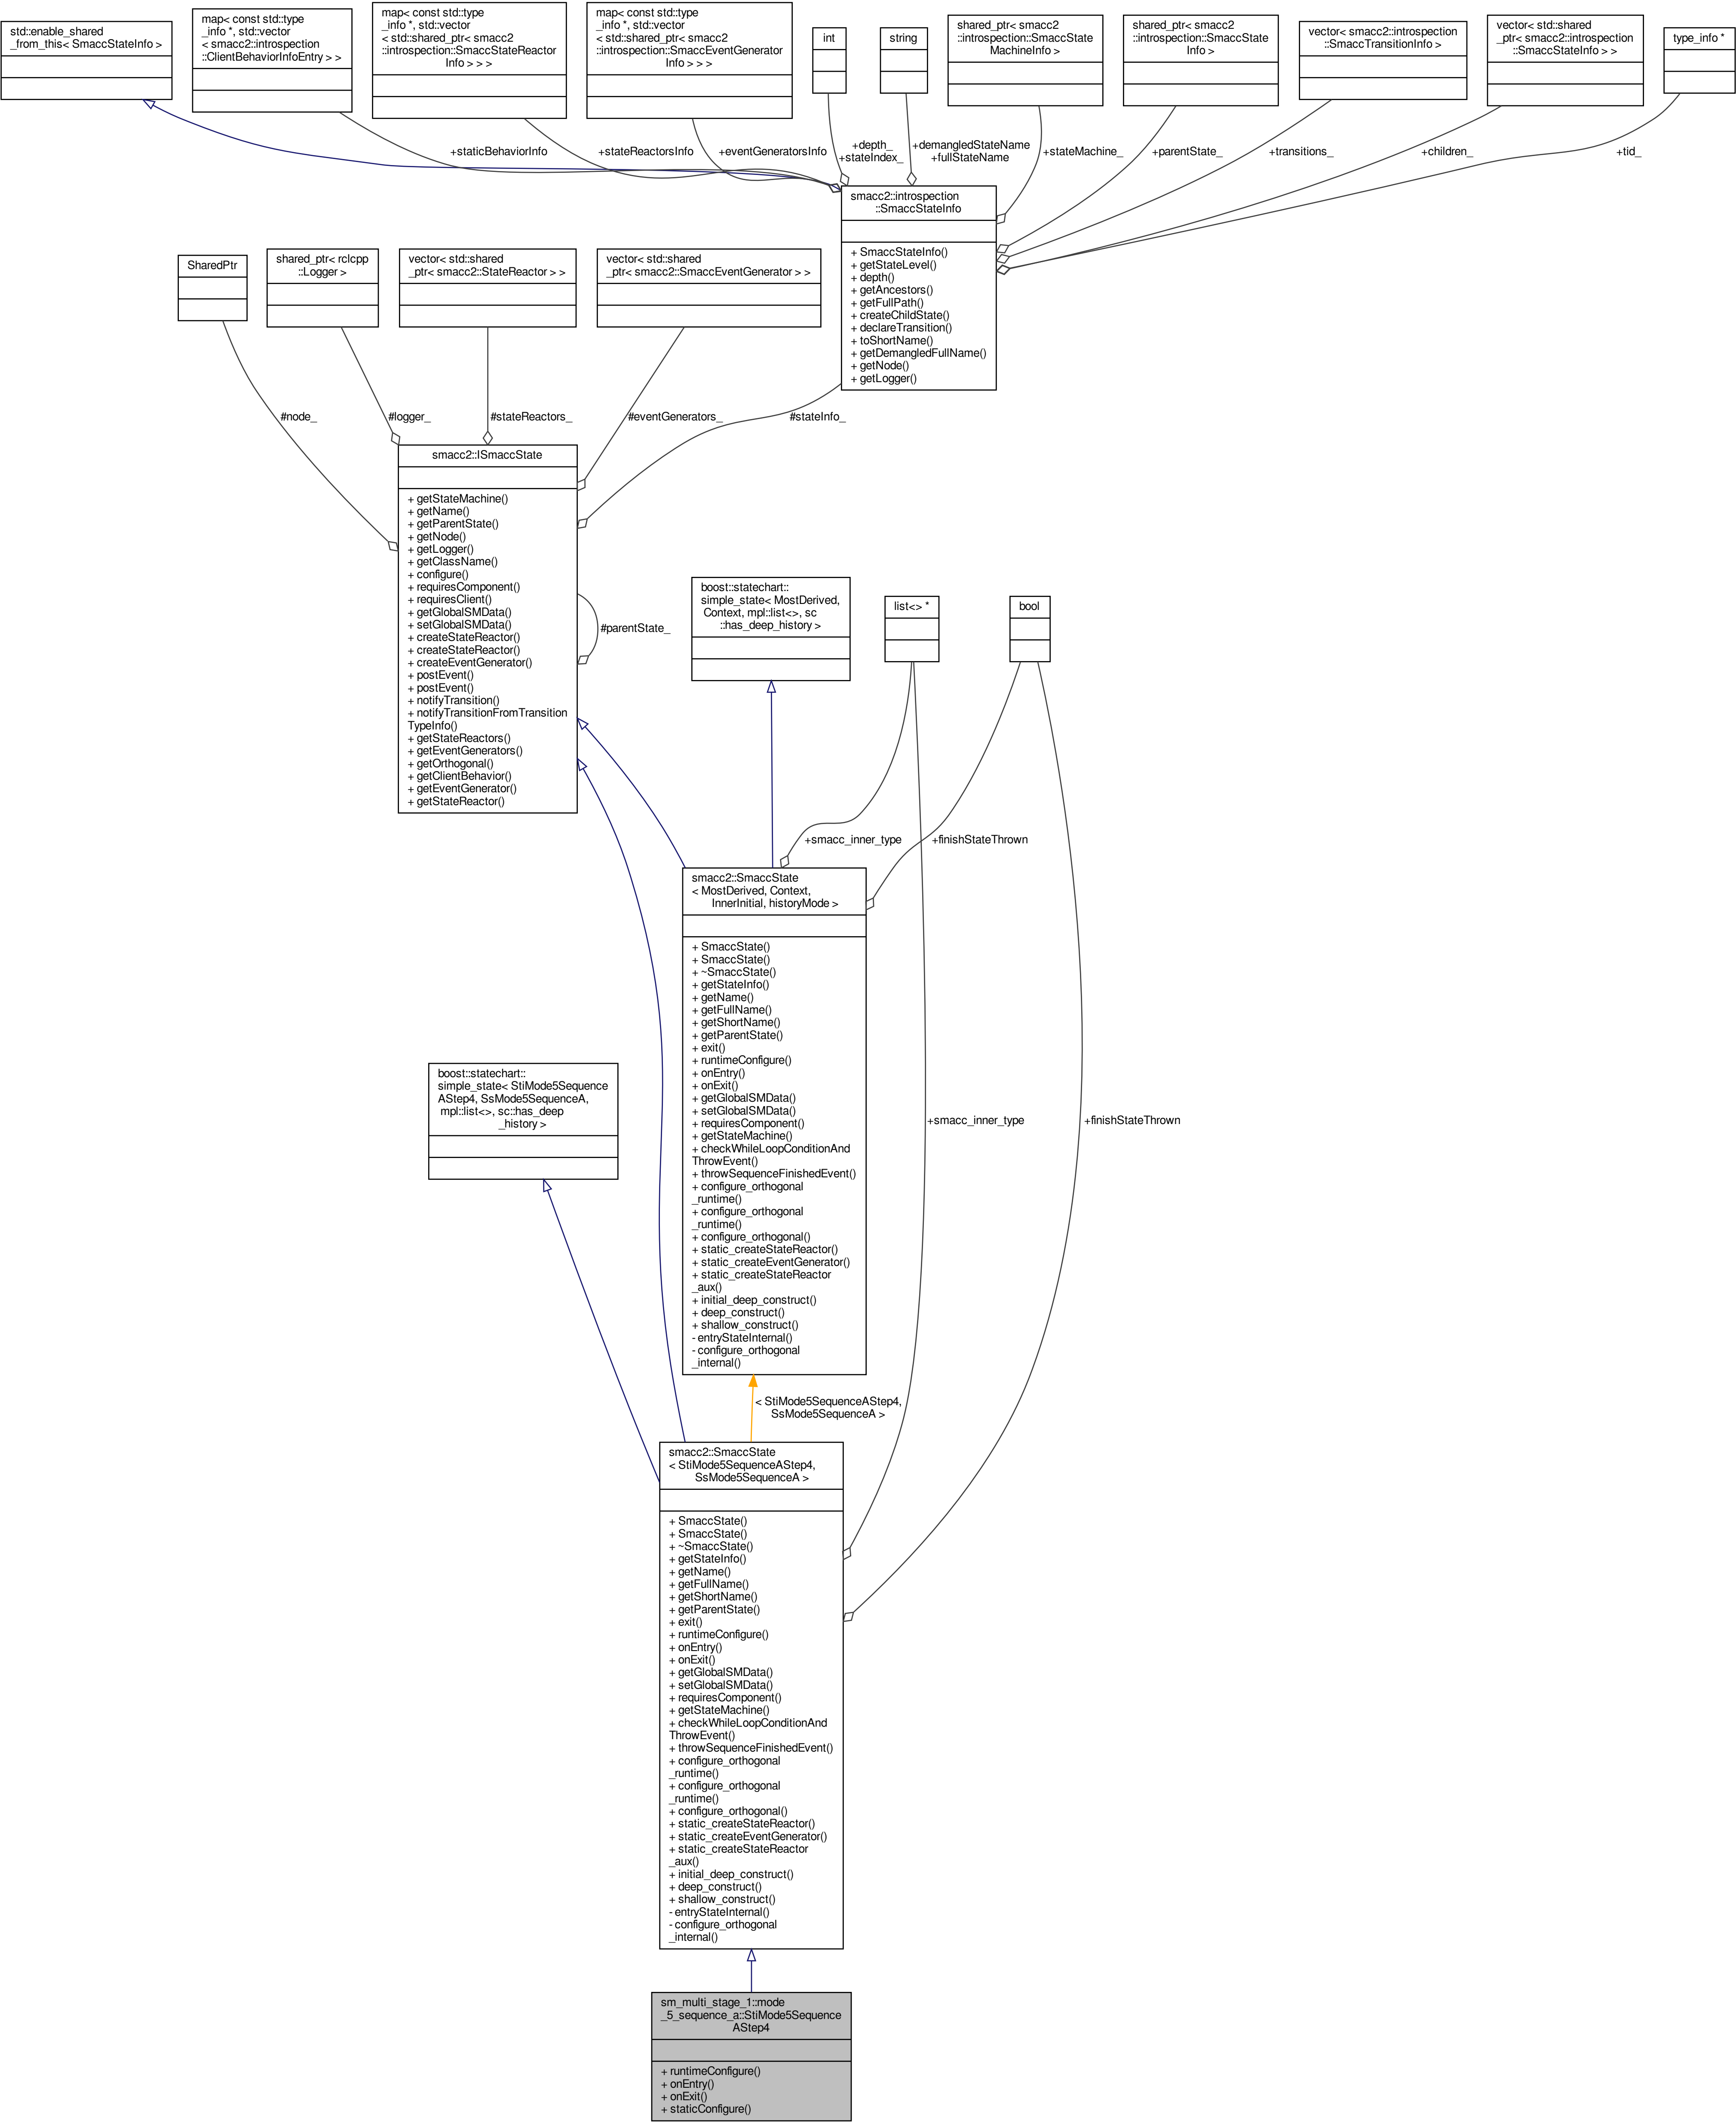 std::enable_shared
_from_this< SmaccStateInfo >
map< const std::type
_info *, std::vector
< smacc2::introspection
::ClientBehaviorInfoEntry > >
map< const std::type
_info *, std::vector
< std::shared_ptr< smacc2
::introspection::SmaccStateReactor
Info > > >
map< const std::type
_info *, std::vector
< std::shared_ptr< smacc2
::introspection::SmaccEventGenerator
Info > > >
int
string
shared_ptr< smacc2
::introspection::SmaccState
MachineInfo >
shared_ptr< smacc2
::introspection::SmaccState
Info >
vector< smacc2::introspection
::SmaccTransitionInfo >
vector< std::shared
_ptr< smacc2::introspection
::SmaccStateInfo > >
type_info *
+staticBehaviorInfo
+stateReactorsInfo
+eventGeneratorsInfo
+depth_
+stateIndex_
+demangledStateName
+fullStateName
+stateMachine_
+parentState_
+transitions_
+children_
+tid_
smacc2::introspection
::SmaccStateInfo
+ SmaccStateInfo()
+ getStateLevel()
+ depth()
+ getAncestors()
+ getFullPath()
+ createChildState()
+ declareTransition()
+ toShortName()
+ getDemangledFullName()
+ getNode()
+ getLogger()
SharedPtr
shared_ptr< rclcpp
::Logger >
vector< std::shared
_ptr< smacc2::StateReactor > >
vector< std::shared
_ptr< smacc2::SmaccEventGenerator > >
#node_
#logger_
#stateReactors_
#eventGenerators_
#stateInfo_
smacc2::ISmaccState
+ getStateMachine()
+ getName()
+ getParentState()
+ getNode()
+ getLogger()
+ getClassName()
+ configure()
+ requiresComponent()
+ requiresClient()
+ getGlobalSMData()
+ setGlobalSMData()
+ createStateReactor()
+ createStateReactor()
+ createEventGenerator()
+ postEvent()
+ postEvent()
+ notifyTransition()
+ notifyTransitionFromTransition
TypeInfo()
+ getStateReactors()
+ getEventGenerators()
+ getOrthogonal()
+ getClientBehavior()
+ getEventGenerator()
+ getStateReactor()
#parentState_
boost::statechart::
simple_state< MostDerived,
Context, mpl::list<>, sc
::has_deep_history >
list<> *
bool
+smacc_inner_type
+finishStateThrown
smacc2::SmaccState
< MostDerived, Context,
InnerInitial, historyMode >
+ SmaccState()
+ SmaccState()
+ ~SmaccState()
+ getStateInfo()
+ getName()
+ getFullName()
+ getShortName()
+ getParentState()
+ exit()
+ runtimeConfigure()
+ onEntry()
+ onExit()
+ getGlobalSMData()
+ setGlobalSMData()
+ requiresComponent()
+ getStateMachine()
+ checkWhileLoopConditionAnd
ThrowEvent()
+ throwSequenceFinishedEvent()
+ configure_orthogonal
_runtime()
+ configure_orthogonal
_runtime()
+ configure_orthogonal()
+ static_createStateReactor()
+ static_createEventGenerator()
+ static_createStateReactor
_aux()
+ initial_deep_construct()
+ deep_construct()
+ shallow_construct()
- entryStateInternal()
- configure_orthogonal
_internal()
boost::statechart::
simple_state< StiMode5Sequence
AStep4, SsMode5SequenceA,
mpl::list<>, sc::has_deep
_history >
+smacc_inner_type
+finishStateThrown
< StiMode5SequenceAStep4,
SsMode5SequenceA >
smacc2::SmaccState
< StiMode5SequenceAStep4,
SsMode5SequenceA >
+ SmaccState()
+ SmaccState()
+ ~SmaccState()
+ getStateInfo()
+ getName()
+ getFullName()
+ getShortName()
+ getParentState()
+ exit()
+ runtimeConfigure()
+ onEntry()
+ onExit()
+ getGlobalSMData()
+ setGlobalSMData()
+ requiresComponent()
+ getStateMachine()
+ checkWhileLoopConditionAnd
ThrowEvent()
+ throwSequenceFinishedEvent()
+ configure_orthogonal
_runtime()
+ configure_orthogonal
_runtime()
+ configure_orthogonal()
+ static_createStateReactor()
+ static_createEventGenerator()
+ static_createStateReactor
_aux()
+ initial_deep_construct()
+ deep_construct()
+ shallow_construct()
- entryStateInternal()
- configure_orthogonal
_internal()
sm_multi_stage_1::mode
_5_sequence_a::StiMode5Sequence
AStep4
+ runtimeConfigure()
+ onEntry()
+ onExit()
+ staticConfigure()